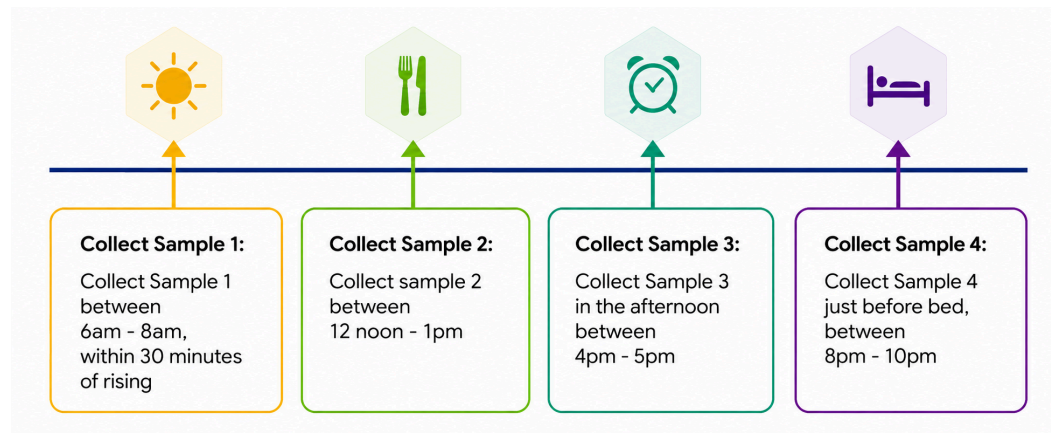 Collect Sample 1:
Collect Sample 1
between
6am - 8am,
within 30 minutes
of rising
Collect Sample 2:
Collect sample 2
between
12 noon - 1pm
Collect Sample 3:
Collect Sample 3
in the afternoon
between
4pm - 5pm
Collect Sample 4:
Collect Sample 4
just before bed,
between
8pm - 10pm